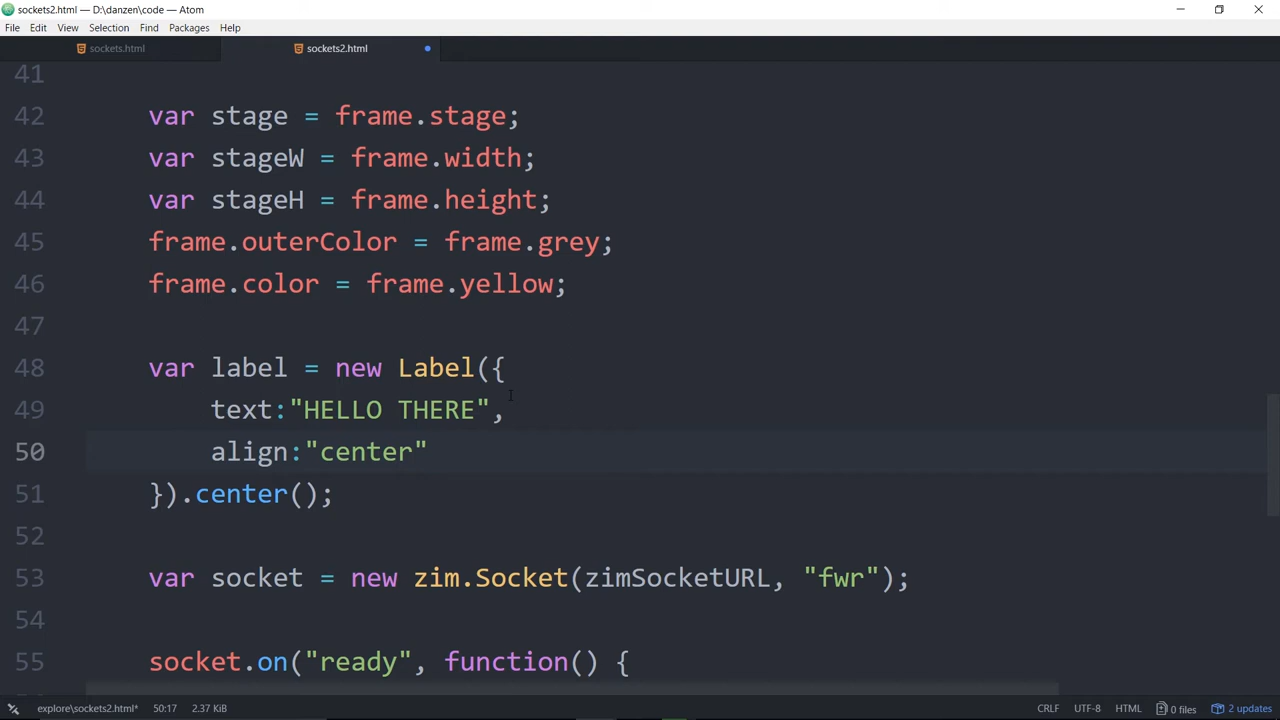 sockets2.html — D:\danzen\code — Atom
File Edit View Selection Find Packages Help
sockets.html sockets2.html
41
42 var stage = frame.stage;
43 var stageW = frame.width;
44 var stageH = frame.height;
45 frame.outerColor = frame.grey;
46 frame.color = frame.yellow;
47
48 var label = new Label({
49 text:"HELLO THERE",
50 align:"center"
51 }).center();
52
53 var socket = new zim.Socket(zimSocketURL, "fwr");
54
55 socket.on("ready", function() {
explore\sockets2.html* 50:17 2.37 KiB CRLF UTF-8 HTML 0 files 2 updates